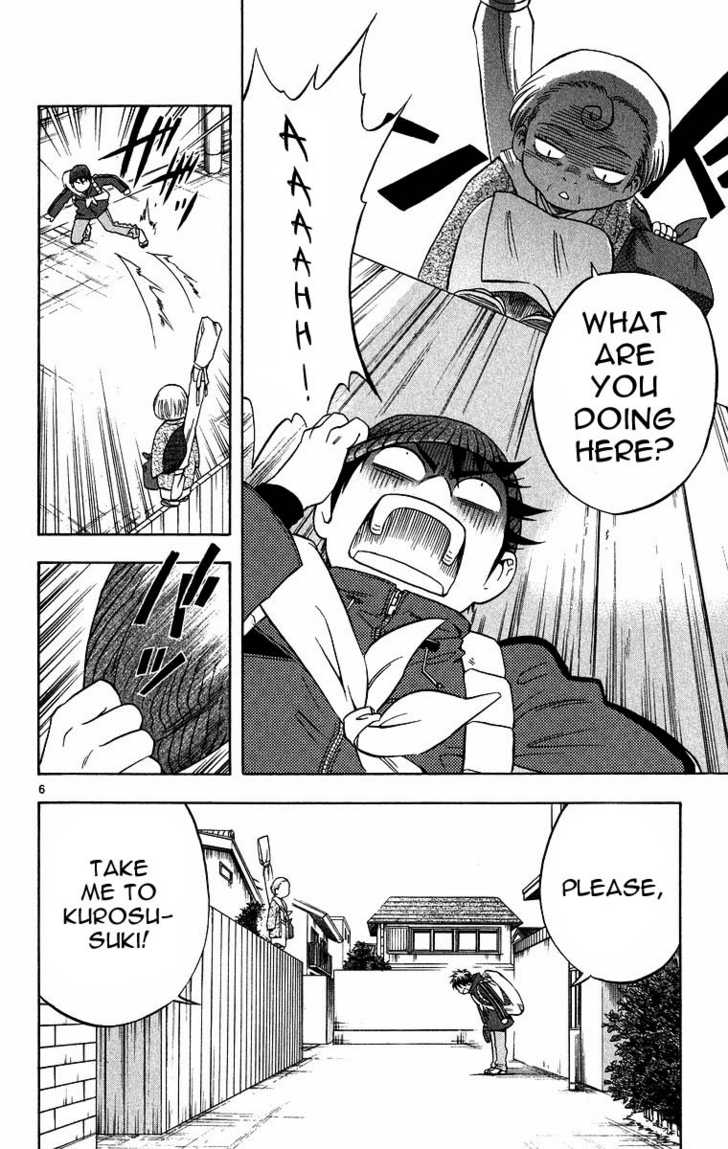 WHAT
ARE
YOU
DOING
HERE?
AAAAHH!
6
PLEASE,
TAKE
ME TO
KUROSU-
SUKI!